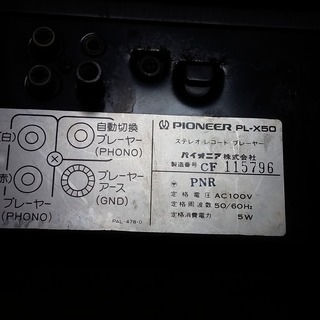 自動切換
プレーヤー
(PHONO)
(白)
プレーヤー
アース
(GND)
(赤)
プレーヤー
(PHONO)
PAL-478-0
PIONEER PL-X50
ステレオレコードプレーヤー
パイオニア株式会社
製造番号 CF 115796
PNR
定格電圧 AC100V
定格周波数 50/60Hz
定格消費電力 5W